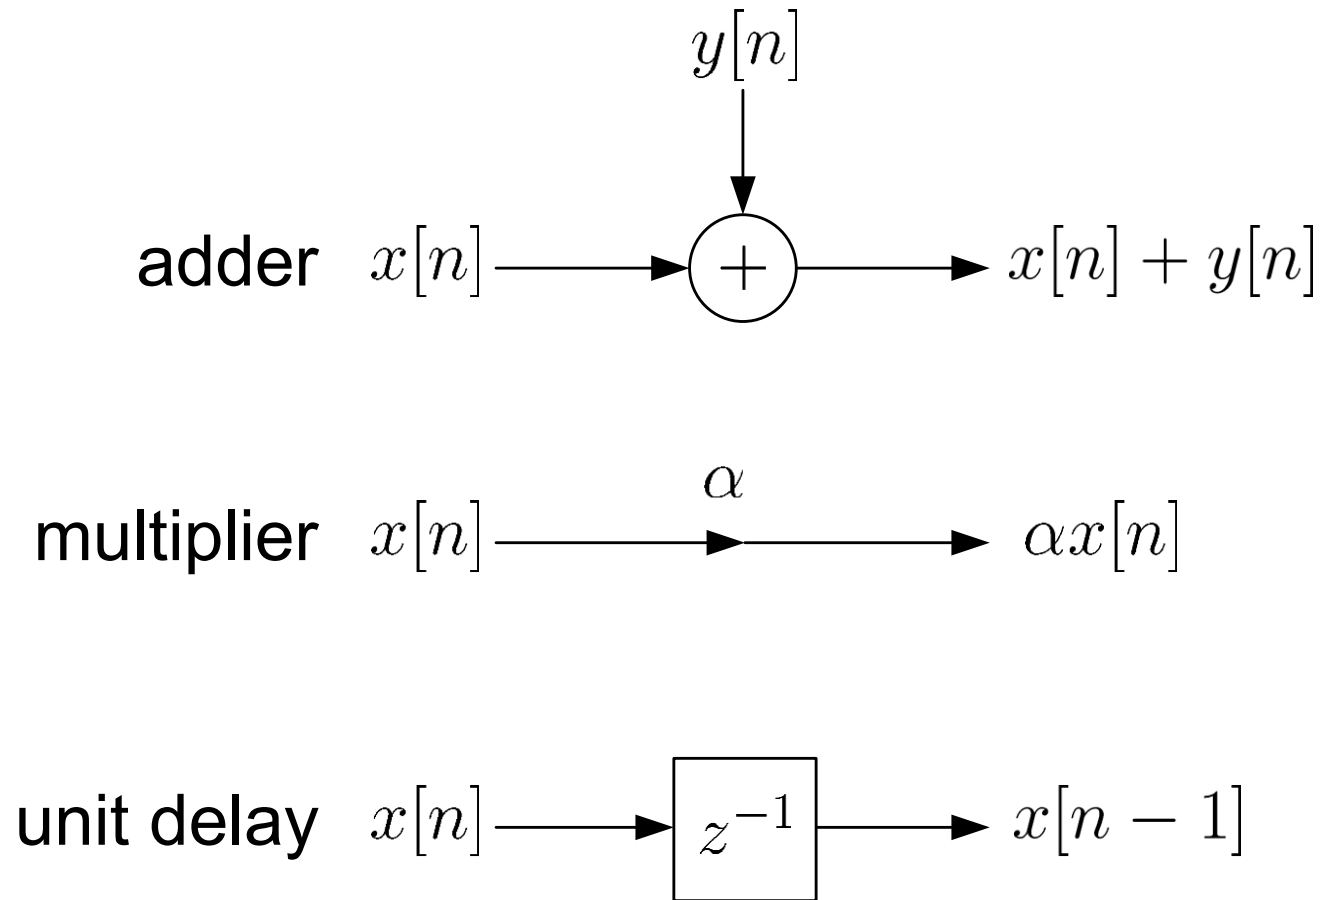 y[n]
adder x[n] + x[n] + y[n]
α
multiplier x[n] αx[n]
unit delay x[n] z⁻¹ x[n − 1]